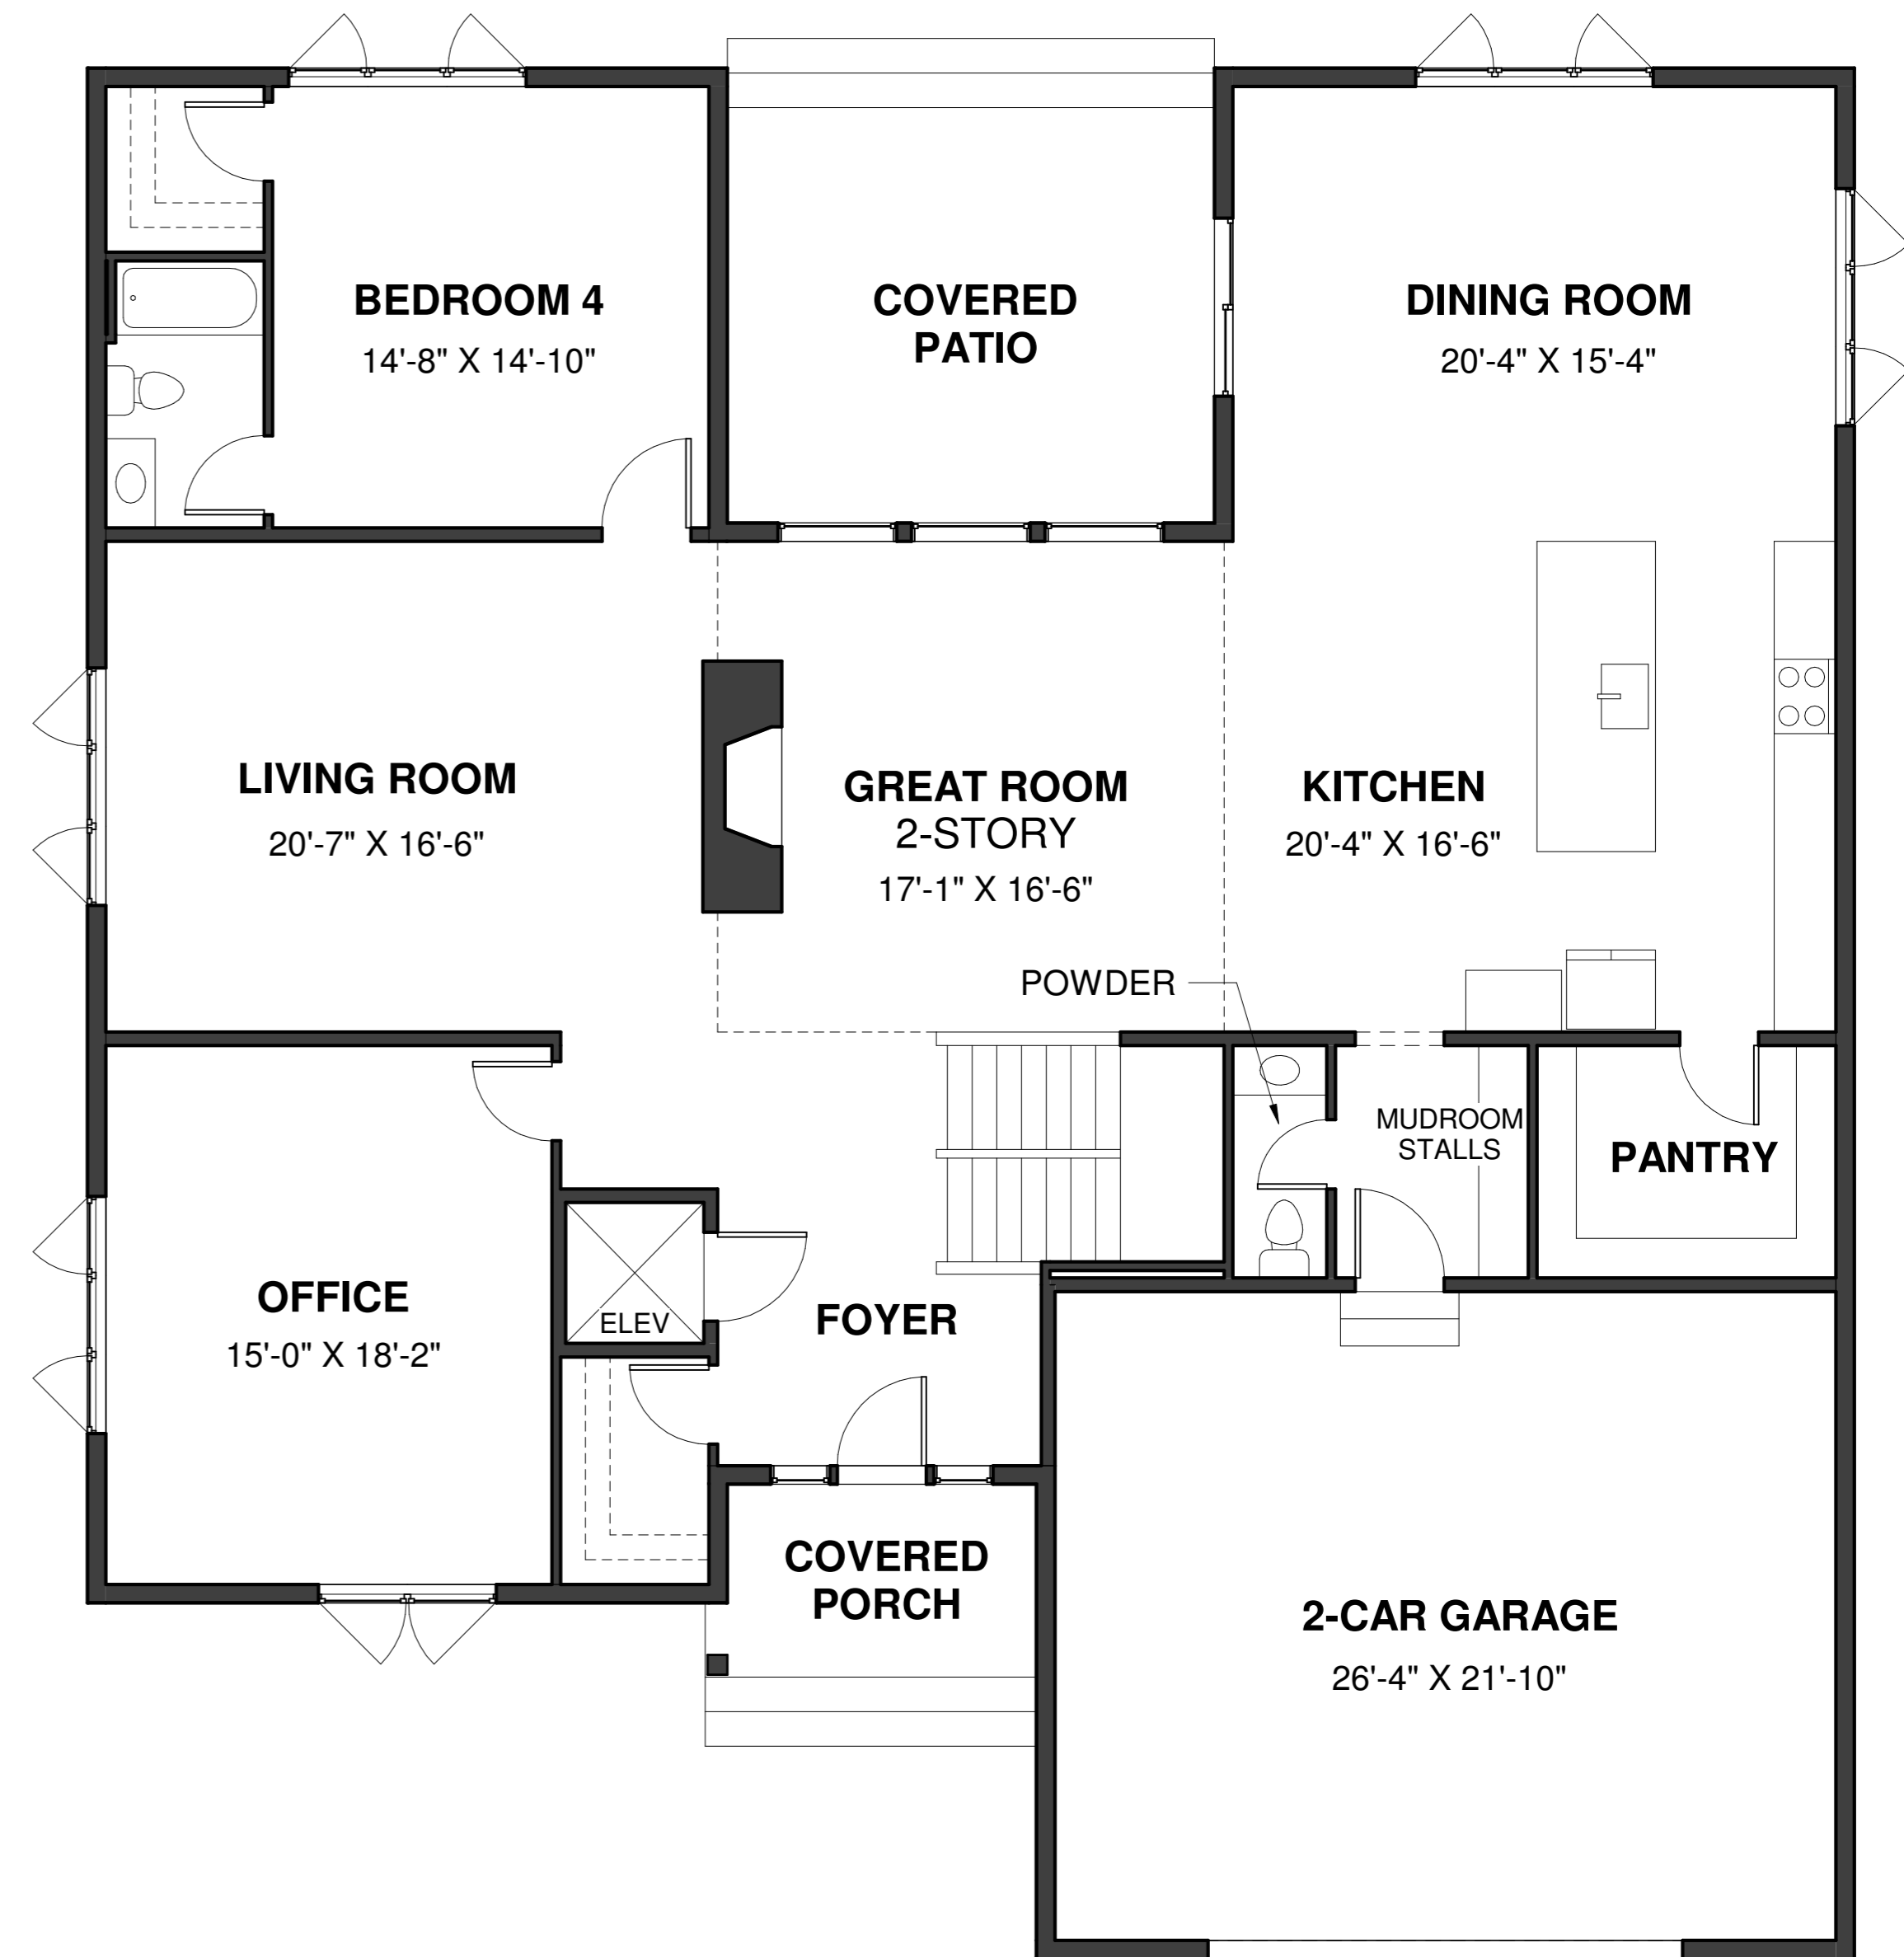 BEDROOM 4
14'-8" X 14'-10"
COVERED
PATIO
DINING ROOM
20'-4" X 15'-4"
LIVING ROOM
20'-7" X 16'-6"
GREAT ROOM
2-STORY
17'-1" X 16'-6"
KITCHEN
20'-4" X 16'-6"
POWDER
MUDROOM
STALLS
PANTRY
OFFICE
15'-0" X 18'-2"
ELEV
FOYER
COVERED
PORCH
2-CAR GARAGE
26'-4" X 21'-10"